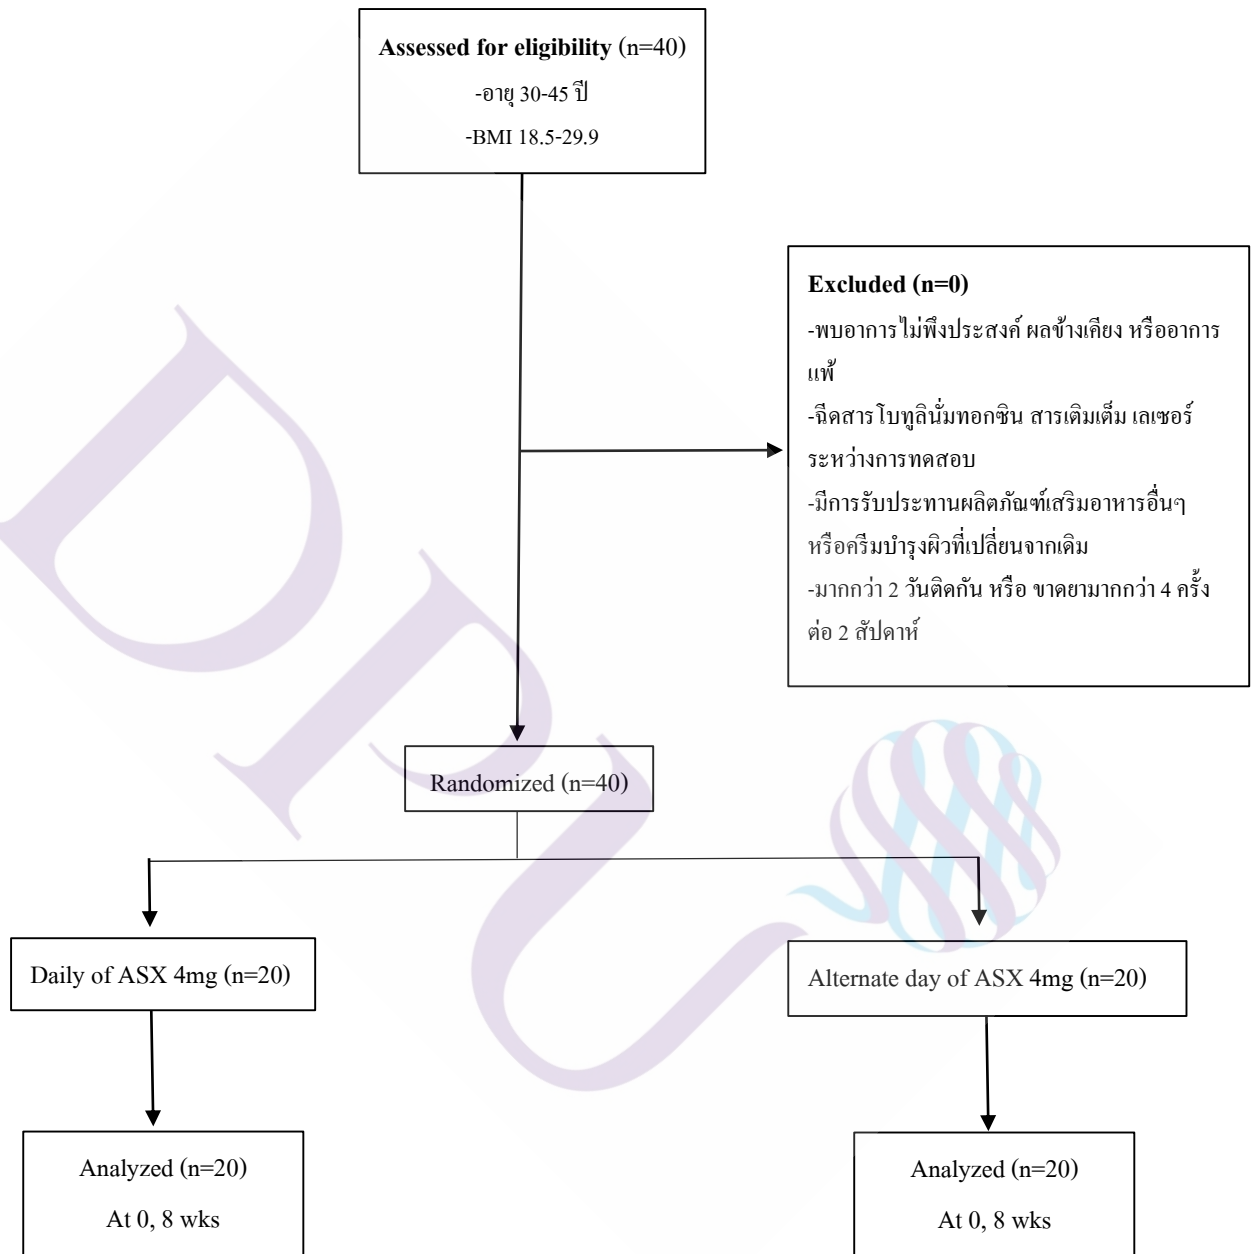 Assessed for eligibility (n=40)
-อายุ 30-45 ปี
-BMI 18.5-29.9
Excluded (n=0)
-พบอาการไม่พึงประสงค์ ผลข้างเคียง หรืออาการ
แพ้
-ฉีดสารโบทูลินั่มทอกซิน สารเติมเต็ม เลเซอร์
ระหว่างการทดสอบ
-มีการรับประทานผลิตภัณฑ์เสริมอาหารอื่นๆ
หรือครีมบำรุงผิวที่เปลี่ยนจากเดิม
-มากกว่า 2 วันติดกัน หรือ ขาดยามากกว่า 4 ครั้ง
ต่อ 2 สัปดาห์
Randomized (n=40)
Daily of ASX 4mg (n=20)
Alternate day of ASX 4mg (n=20)
Analyzed (n=20)
At 0, 8 wks
Analyzed (n=20)
At 0, 8 wks
DPU